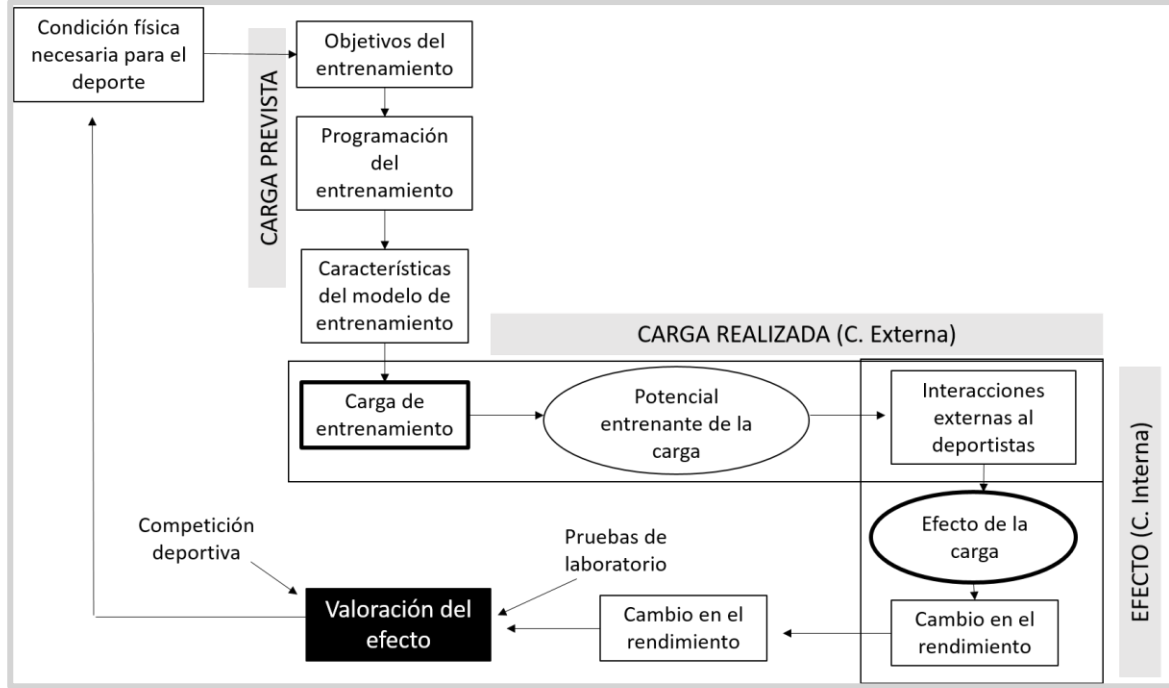 Condición física
necesaria para el
deporte
Objetivos del
entrenamiento
CARGA PREVISTA
Programación
del
entrenamiento
Carácterísticas
del modelo de
entrenamiento
CARGA REALIZADA (C. Externa)
Carga de
entrenamiento
Potencial
entrenante de la
carga
Interacciones
externas al
deportistas
EFECTO (C. Interna)
Efecto de la
carga
Cambio en el
rendimiento
Cambio en el
rendimiento
Pruebas de
laboratorio
Competición
deportiva
Valoración del
efecto